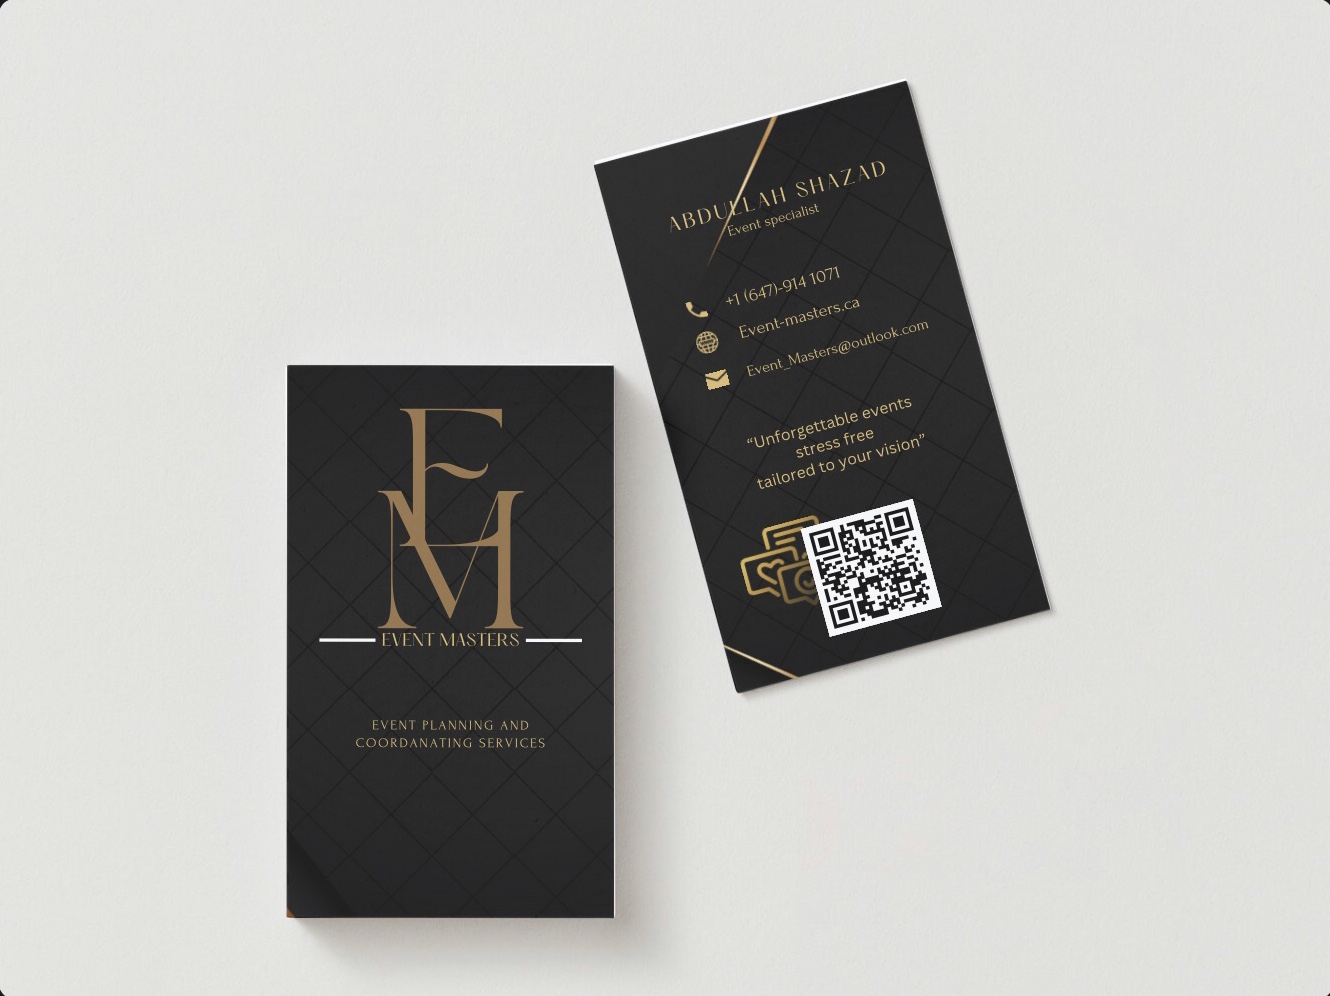 EM
EVENT MASTERS
EVENT PLANNING AND
COORDANATING SERVICES
ABDULLAH SHAZAD
Event specialist
+1 (647)-914 1071
Event-masters.ca
Event_Masters@outlook.com
“Unforgettable events
stress free
tailored to your vision”